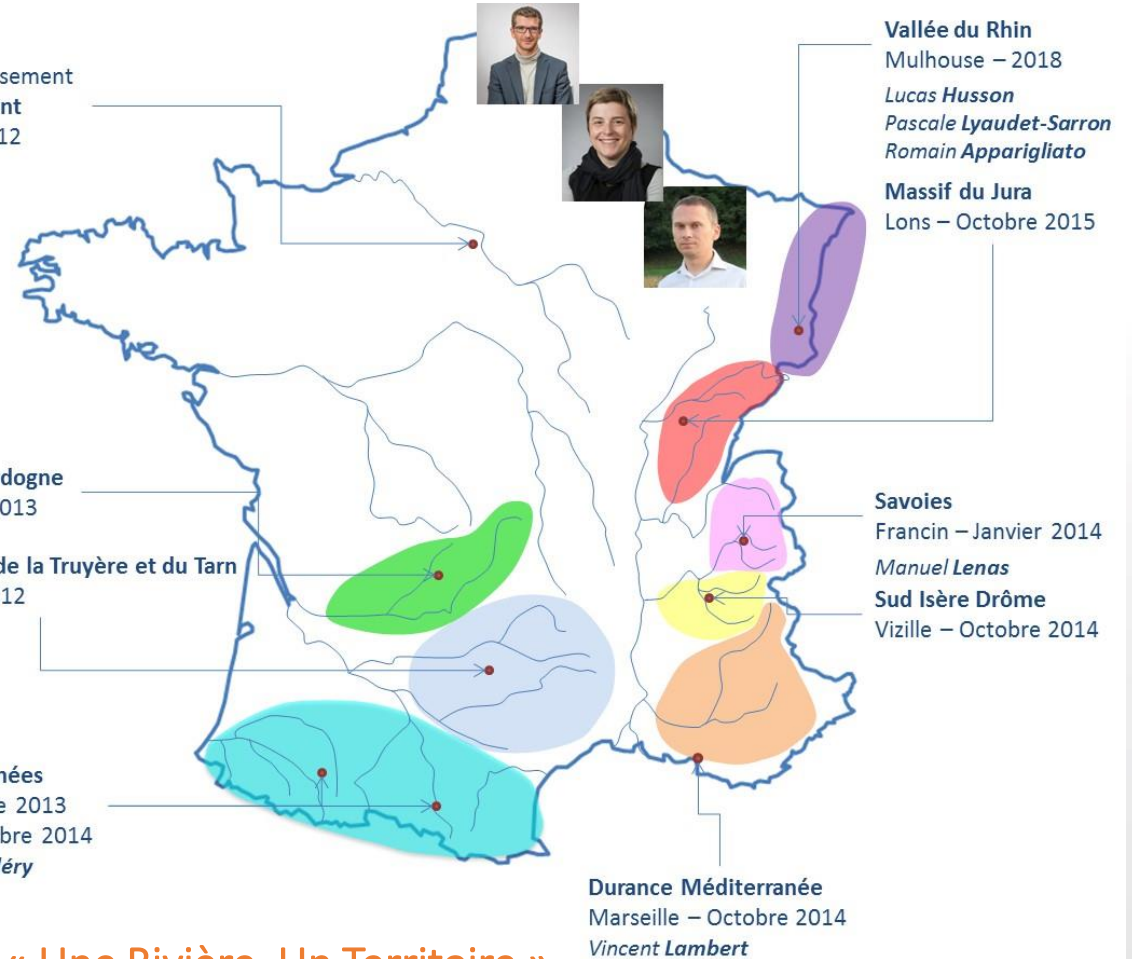 sement
nt
12
dogne
013
de la Truyère et du Tarn
12
nées
e 2013
bre 2014
léry
Vallée du Rhin
Mulhouse – 2018
Lucas Husson
Pascale Lyaudet-Sarron
Romain Apparigliato
Massif du Jura
Lons – Octobre 2015
Savoies
Francin – Janvier 2014
Manuel Lenas
Sud Isère Drôme
Vizille – Octobre 2014
Durance Méditerranée
Marseille – Octobre 2014
Vincent Lambert
« Une Rivière, Un Territoire »